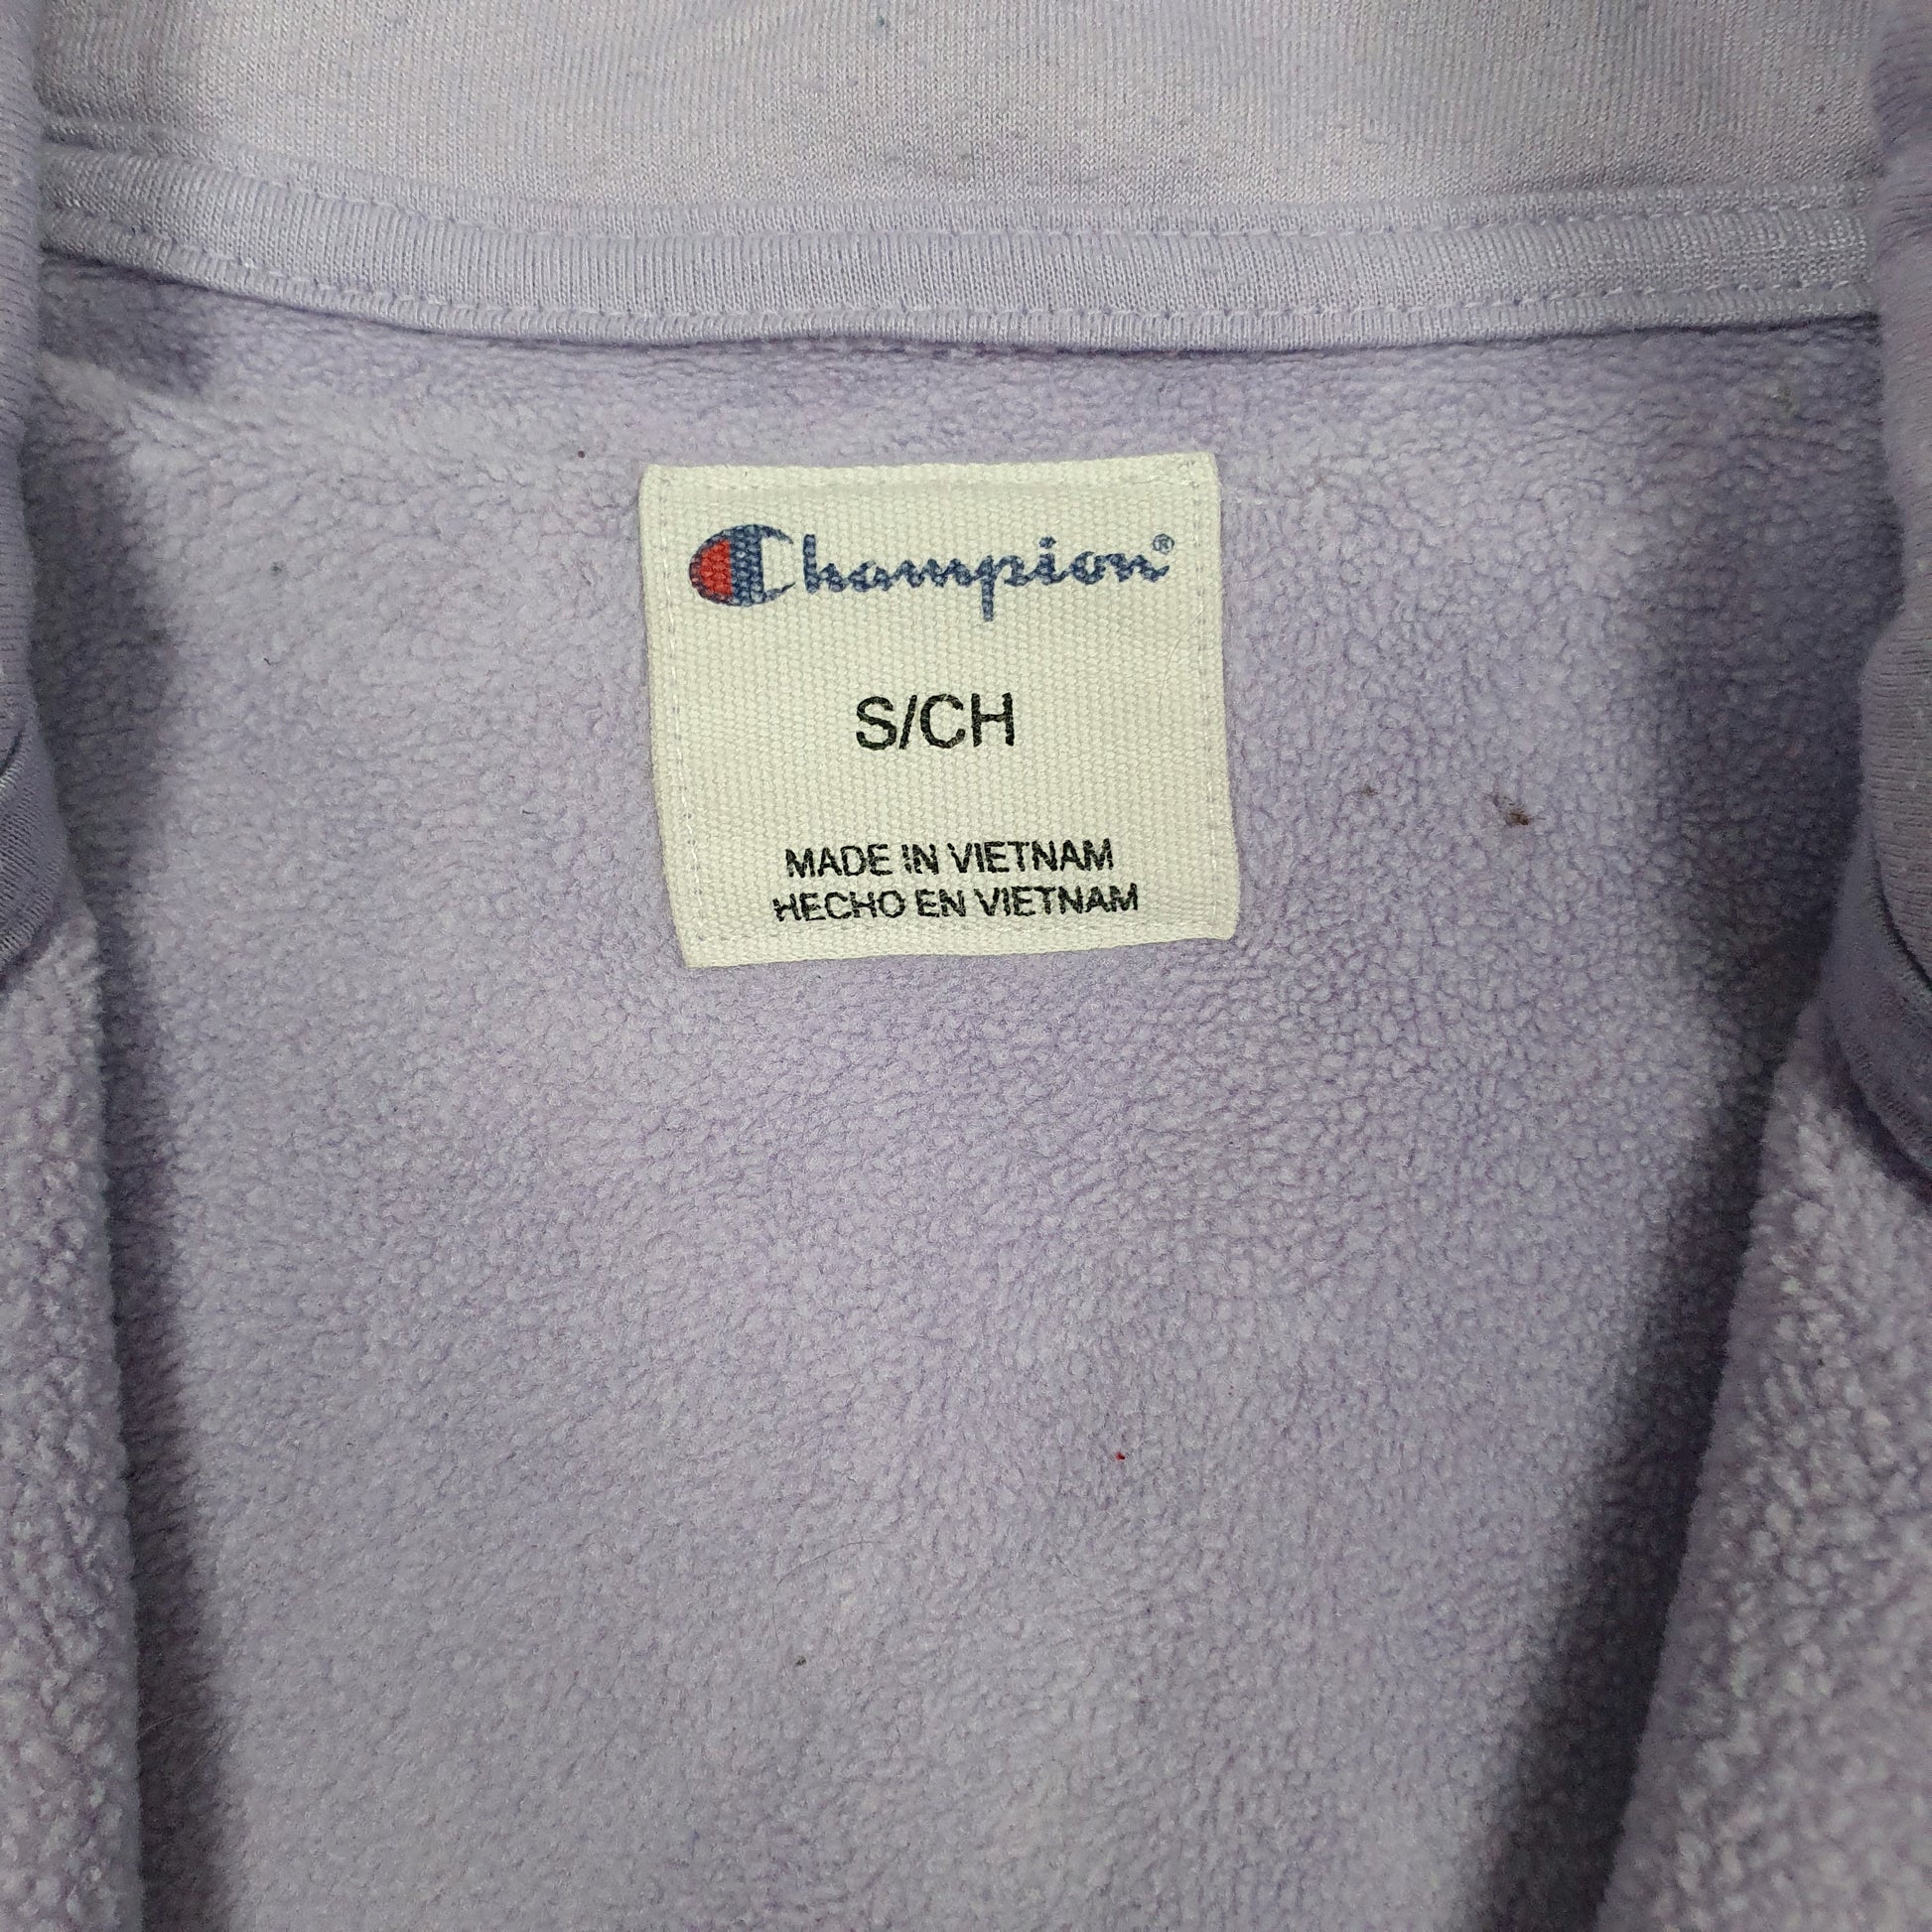 Champion®
S/CH
MADE IN VIETNAM
HECHO EN VIETNAM